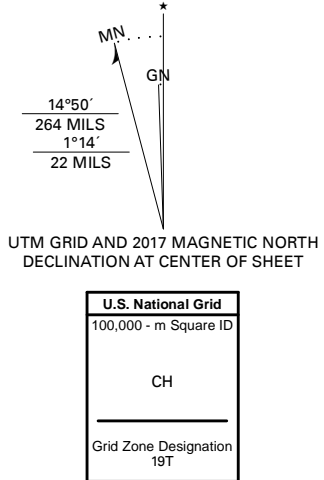 MN
GN
14°50´
264 MILS
1°14´
22 MILS
UTM GRID AND 2017 MAGNETIC NORTH
DECLINATION AT CENTER OF SHEET
U.S. National Grid
100,000 - m Square ID
CH
Grid Zone Designation
19T